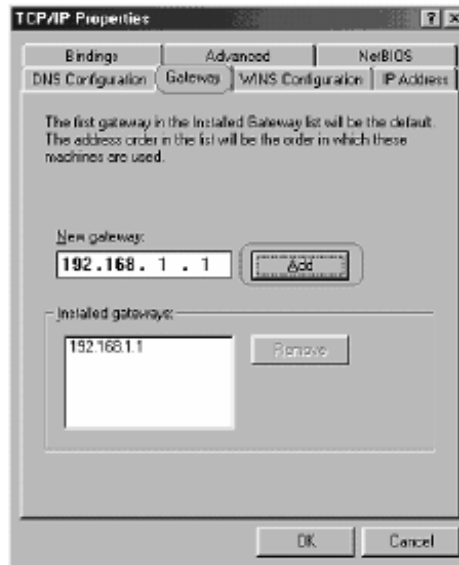 TCP/IP Properties
? ×
Bindings Advanced NetBIOS
DNS Configuration Gateway WINS Configuration IP Address
The first gateway in the Installed Gateway list will be the default.
The address order in the list will be the order in which these
machines are used.
New gateway:
192.168. 1 . 1 Add
Installed gateways:
192.168.1.1 Remove
OK Cancel